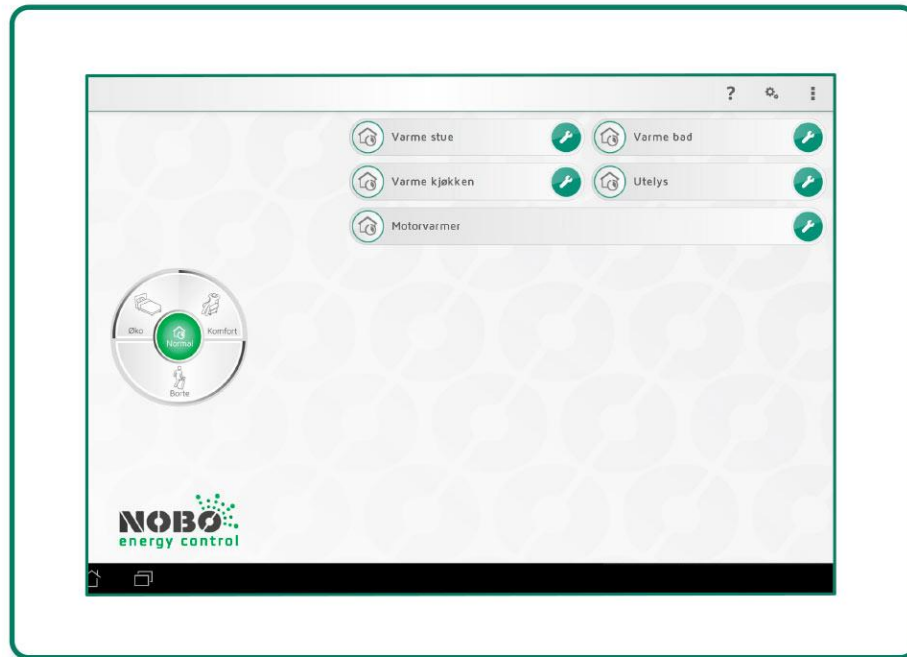 ?
Varme stue
Varme bad
Varme kjøkken
Utelys
Motorvarmer
Øko
Komfort
Normal
Borte
NOBØ
energy control